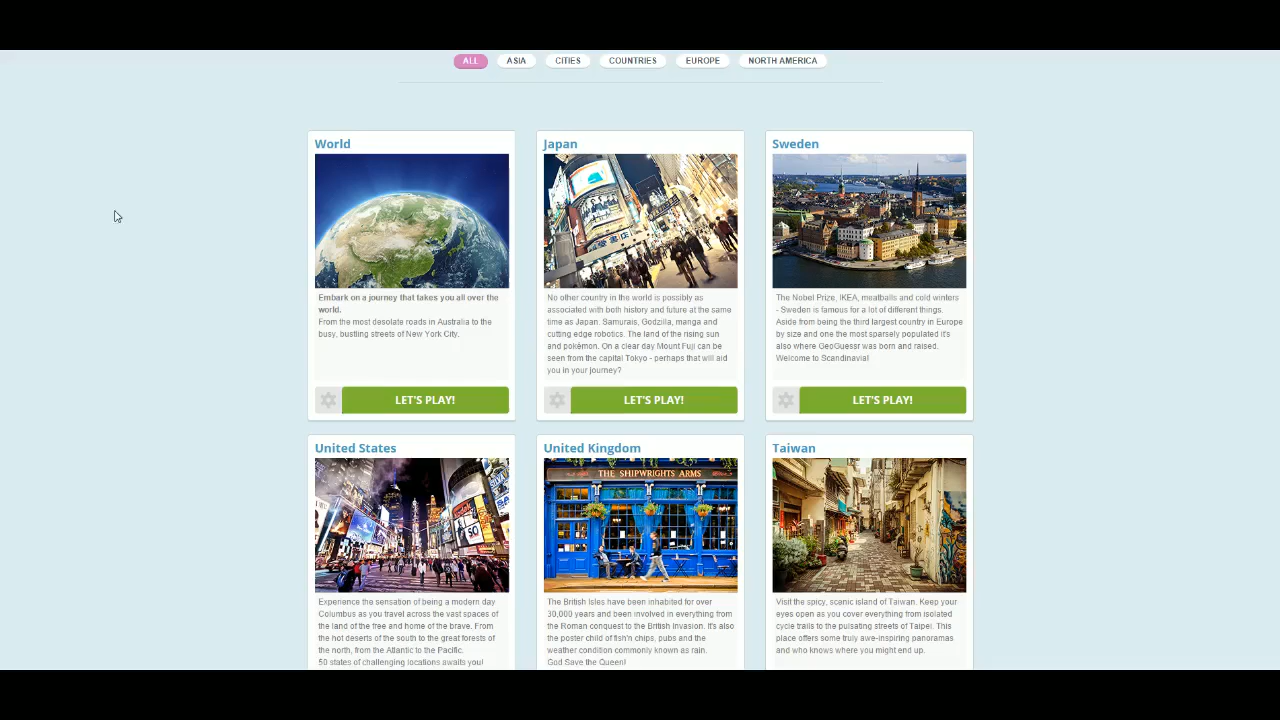 ALL ASIA CITIES COUNTRIES EUROPE NORTH AMERICA
World
Embark on a journey that takes you all over the
world.
From the most desolate roads in Australia to the
busy, bustling streets of New York City.
LET'S PLAY!
Japan
No other country in the world is possibly as
associated with both history and future at the same
time as Japan. Samurais, Godzilla, manga and
cutting edge robotics. The land of the rising sun
and pokémon. On a clear day Mount Fuji can be
seen from the capital Tokyo - perhaps that will aid
you in your journey?
LET'S PLAY!
Sweden
The Nobel Prize, IKEA, meatballs and cold winters
- Sweden is famous for a lot of different things.
Aside from being the third largest country in Europe
by size and one the most sparsely populated it's
also where GeoGuessr was born and raised.
Welcome to Scandinavia!
LET'S PLAY!
United States
Experience the sensation of being a modern day
Columbus as you travel across the vast spaces of
the land of the free and home of the brave. From
the hot deserts of the south to the great forests of
the north, from the Atlantic to the Pacific.
50 states of challenging locations awaits you!
United Kingdom
THE SHIPWRIGHTS ARMS
The British Isles have been inhabited for over
30,000 years and been involved in everything from
the Roman conquest to the British Invasion. It's also
the poster child of fish'n chips, pubs and the
weather condition commonly known as rain.
God Save the Queen!
Taiwan
Visit the spicy, scenic island of Taiwan. Keep your
eyes open as you cover everything from isolated
cycle trails to the pulsating streets of Taipei. This
place offers some truly awe-inspiring panoramas
and who knows where you might end up.